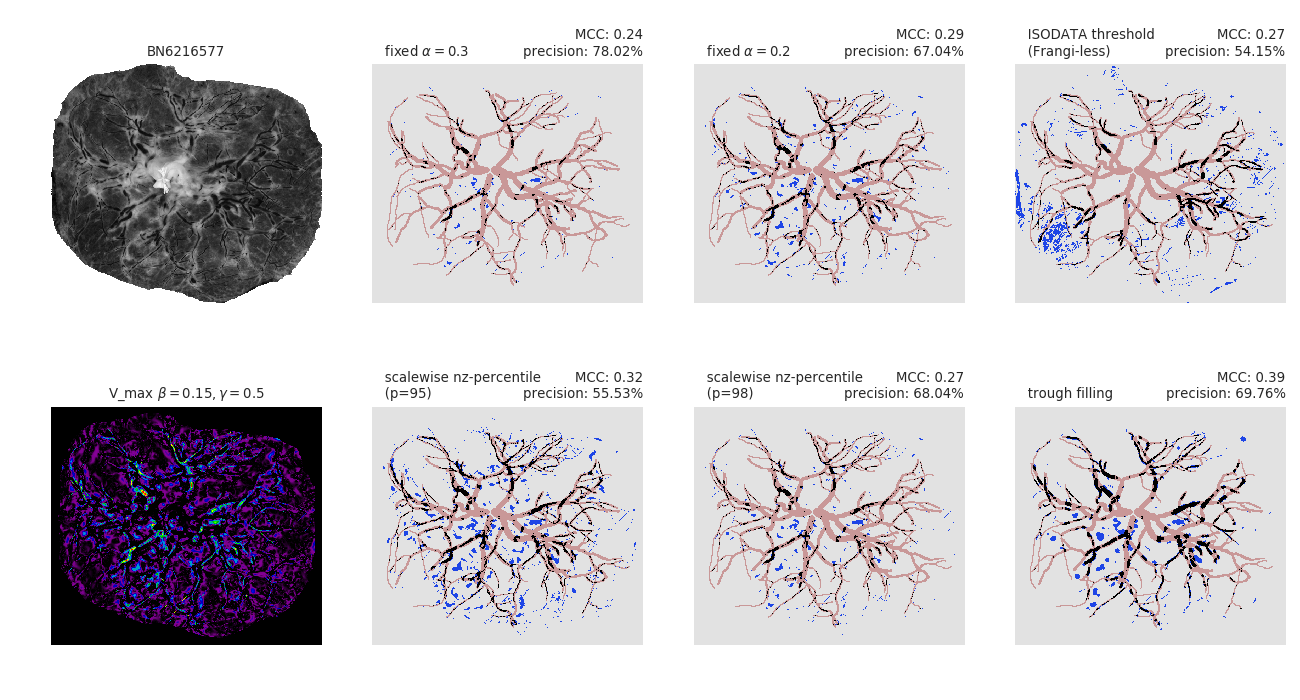 BN6216577
MCC: 0.24
fixed α = 0.3 precision: 78.02%
MCC: 0.29
fixed α = 0.2 precision: 67.04%
ISODATA threshold MCC: 0.27
(Frangi-less) precision: 54.15%
V_max β = 0.15, γ = 0.5
scalewise nz-percentile MCC: 0.32
(p=95) precision: 55.53%
scalewise nz-percentile MCC: 0.27
(p=98) precision: 68.04%
MCC: 0.39
trough filling precision: 69.76%